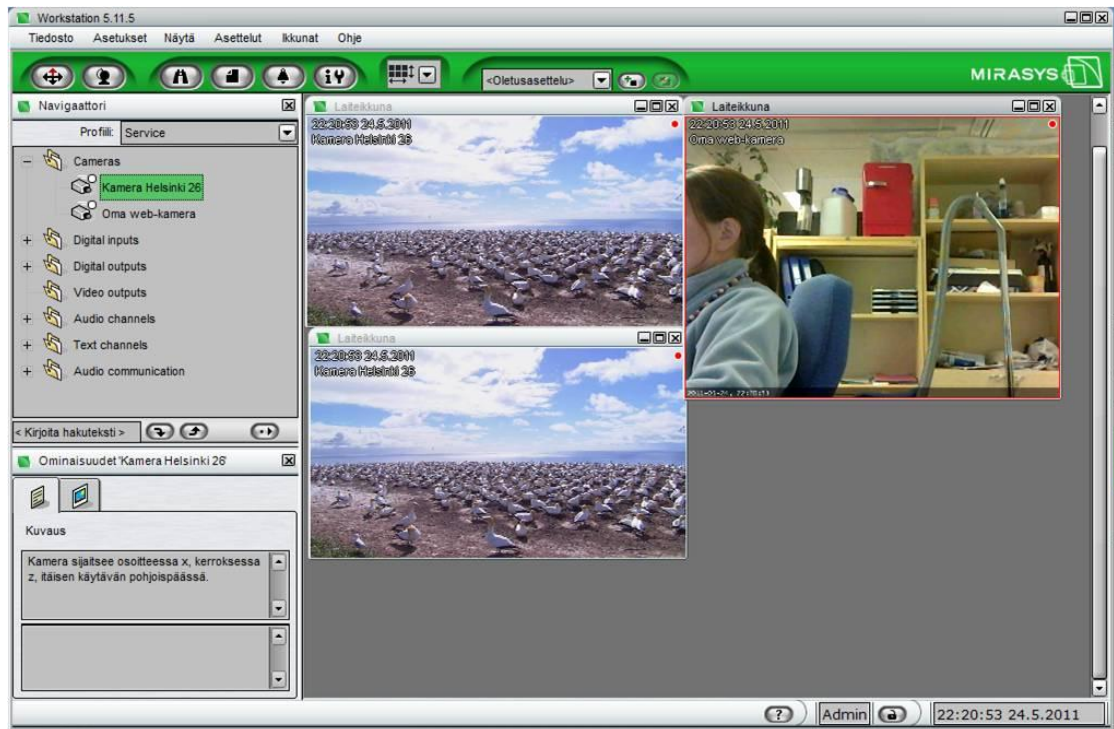 Workstation 5.11.5
Tiedosto Asetukset Näytä Asettelut Ikkunat Ohje
<Oletusasettelu>
MIRASYS
Navigaattori
Profiili: Service
Cameras
Kamera Helsinki 26
Oma web-kamera
Digital inputs
Digital outputs
Video outputs
Audio channels
Text channels
Audio communication
< Kirjoita hakuteksti >
Ominaisuudet 'Kamera Helsinki 26'
Kuvaus
Kamera sijaitsee osoitteessa x, kerroksessa
z, itäisen käytävän pohjoispäässä.
Laiteikkuna
22:20:53 24.5.2011
Kamera Helsinki 26
Laiteikkuna
22:20:53 24.5.2011
Oma web-kamera
Laiteikkuna
22:20:53 24.5.2011
Kamera Helsinki 26
Admin
22:20:53 24.5.2011